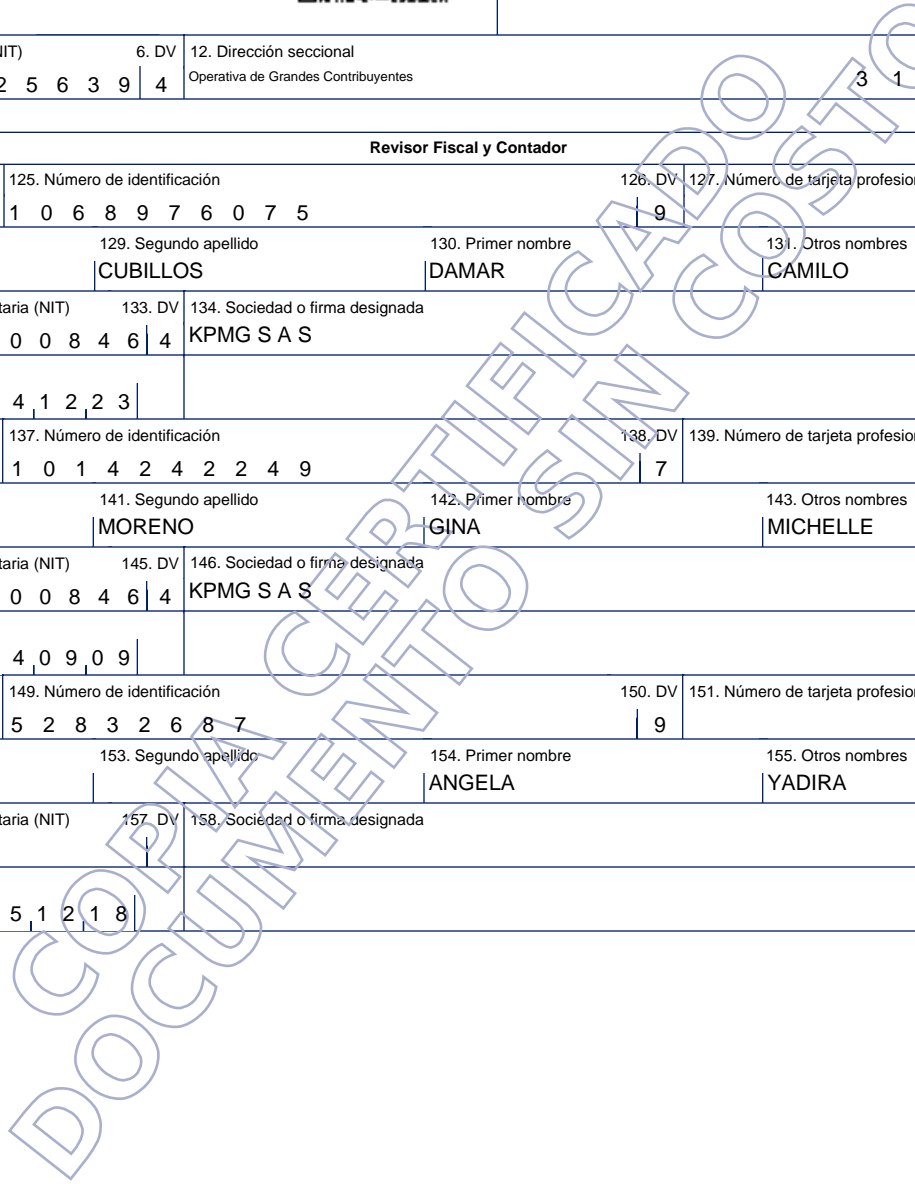 NIT) 6. DV 12. Dirección seccional
2 5 6 3 9 4 Operativa de Grandes Contribuyentes 3 1
Revisor Fiscal y Contador
125. Número de identificación 126. DV 127. Número de tarjeta profesion
1 0 6 8 9 7 6 0 7 5 9
129. Segundo apellido 130. Primer nombre 131. Otros nombres
CUBILLOS DAMAR CAMILO
taria (NIT) 133. DV 134. Sociedad o firma designada
0 0 8 4 6 4 KPMG S A S
4 1 2 2 3
137. Número de identificación 138. DV 139. Número de tarjeta profesion
1 0 1 4 2 4 2 2 4 9 7
141. Segundo apellido 142. Primer nombre 143. Otros nombres
MORENO GINA MICHELLE
taria (NIT) 145. DV 146. Sociedad o firma designada
0 0 8 4 6 4 KPMG S A S
4 0 9 0 9
149. Número de identificación 150. DV 151. Número de tarjeta profesion
5 2 8 3 2 6 8 7 9
153. Segundo apellido 154. Primer nombre 155. Otros nombres
ANGELA YADIRA
taria (NIT) 157. DV 158. Sociedad o firma designada
5 1 2 1 8
COPIA CERTIFICADO
DOCUMENTO SIN COSTO